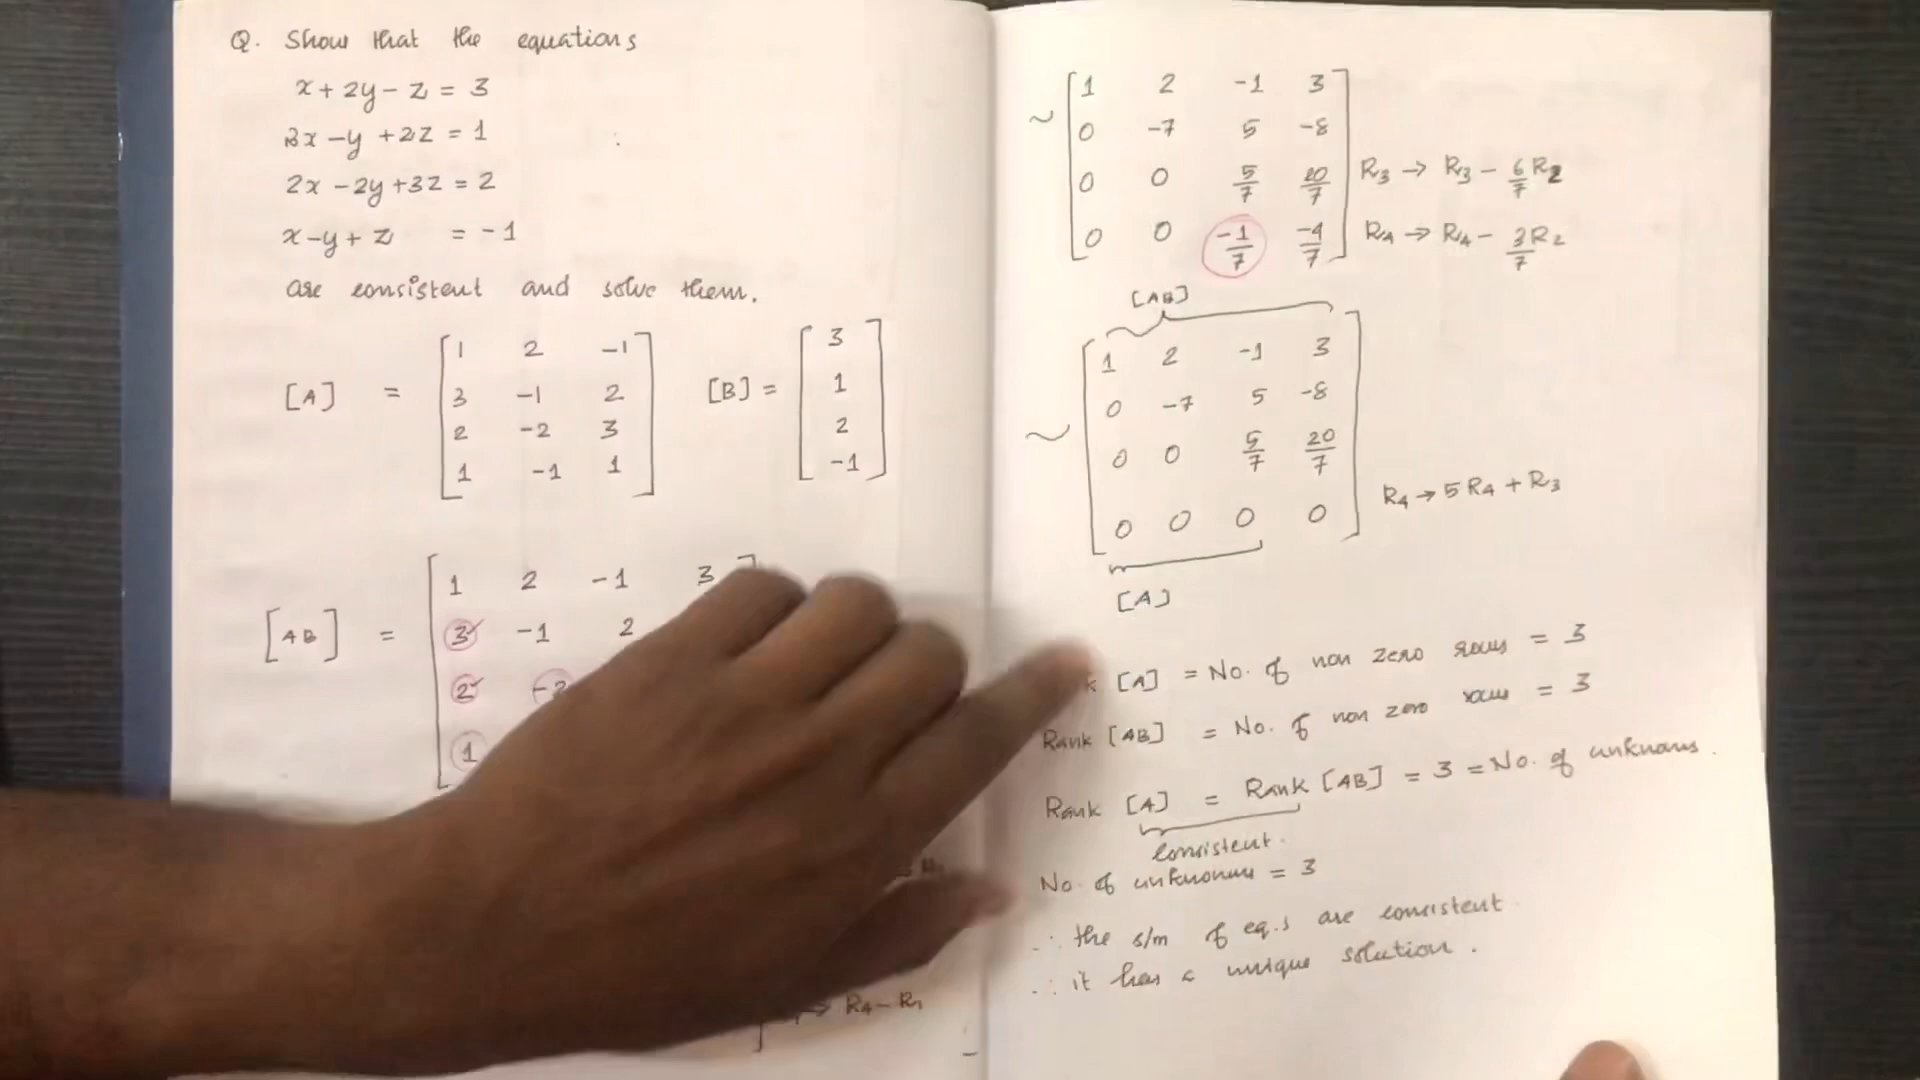 Q. Show that the equations
x + 2y - z = 3
3x - y + 2z = 1
2x - 2y + 3z = 2
x - y + z = -1
are consistent and solve them.
[A] = [1 2 -1
3 -1 2
2 -2 3
1 -1 1]
[B] = [3
1
2
-1]
[AB] = [1 2 -1 3
3 -1 2
2 -2
1
R4 - R1
~ [1 2 -1 3
0 -7 5 -8
0 0 5/7 20/7
0 0 -1/7 -4/7]
R3 → R3 - 6/7 R2
R4 → R4 - 3/7 R2
[AB]
~ [1 2 -1 3
0 -7 5 -8
0 0 5/7 20/7
0 0 0 0]
R4 → 5R4 + R3
[A]
[A] = No. of non zero rows = 3
Rank [AB] = No. of non zero rows = 3
Rank [A] = Rank [AB] = 3 = No. of unknowns.
consistent.
No. of unknowns = 3
∴ the s/m of eq.s are consistent.
∴ it has a unique solution.